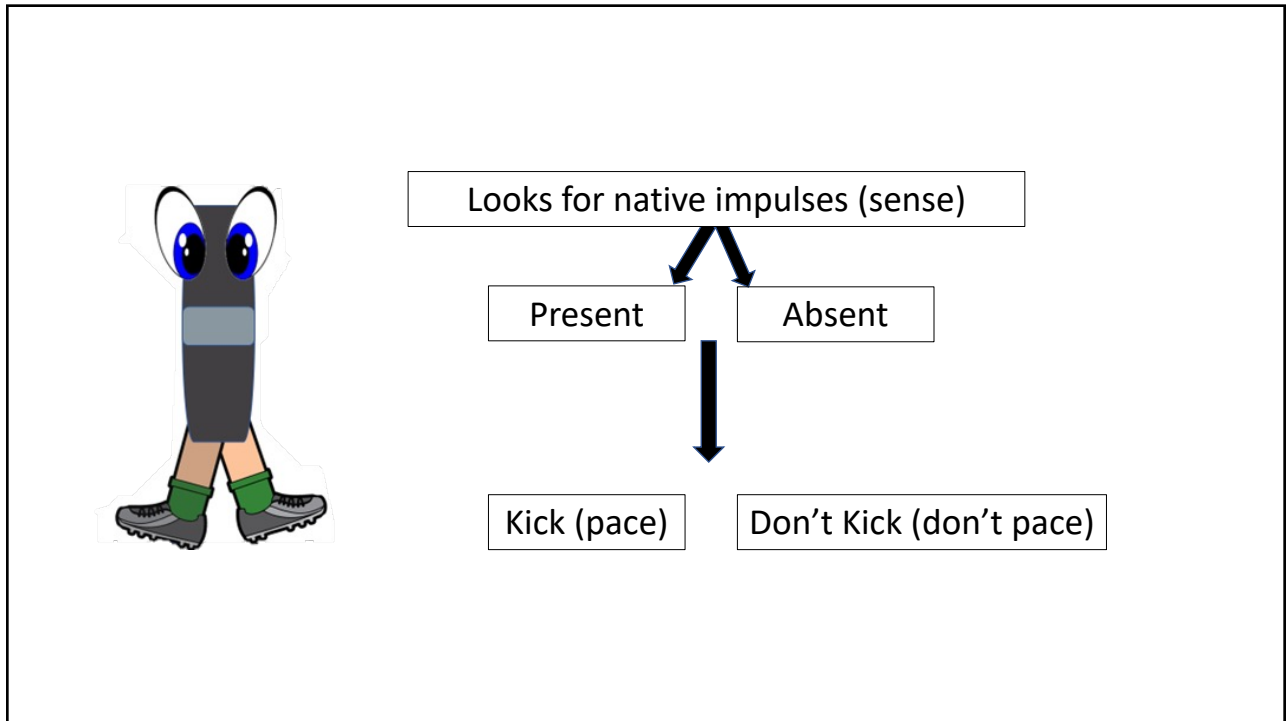 Looks for native impulses (sense)
Present
Absent
Kick (pace)
Don’t Kick (don’t pace)